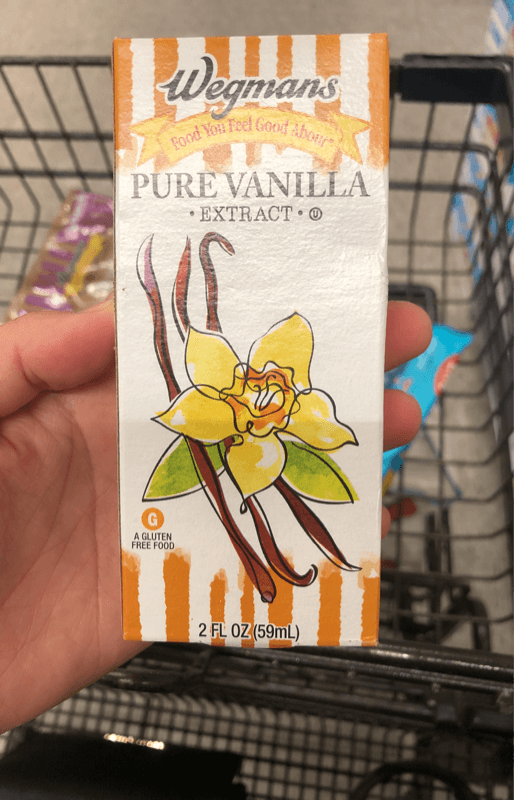 Wegmans
Food You Feel Good About
PURE VANILLA
• EXTRACT • Ⓤ
G
A GLUTEN
FREE FOOD
2 FL OZ (59mL)